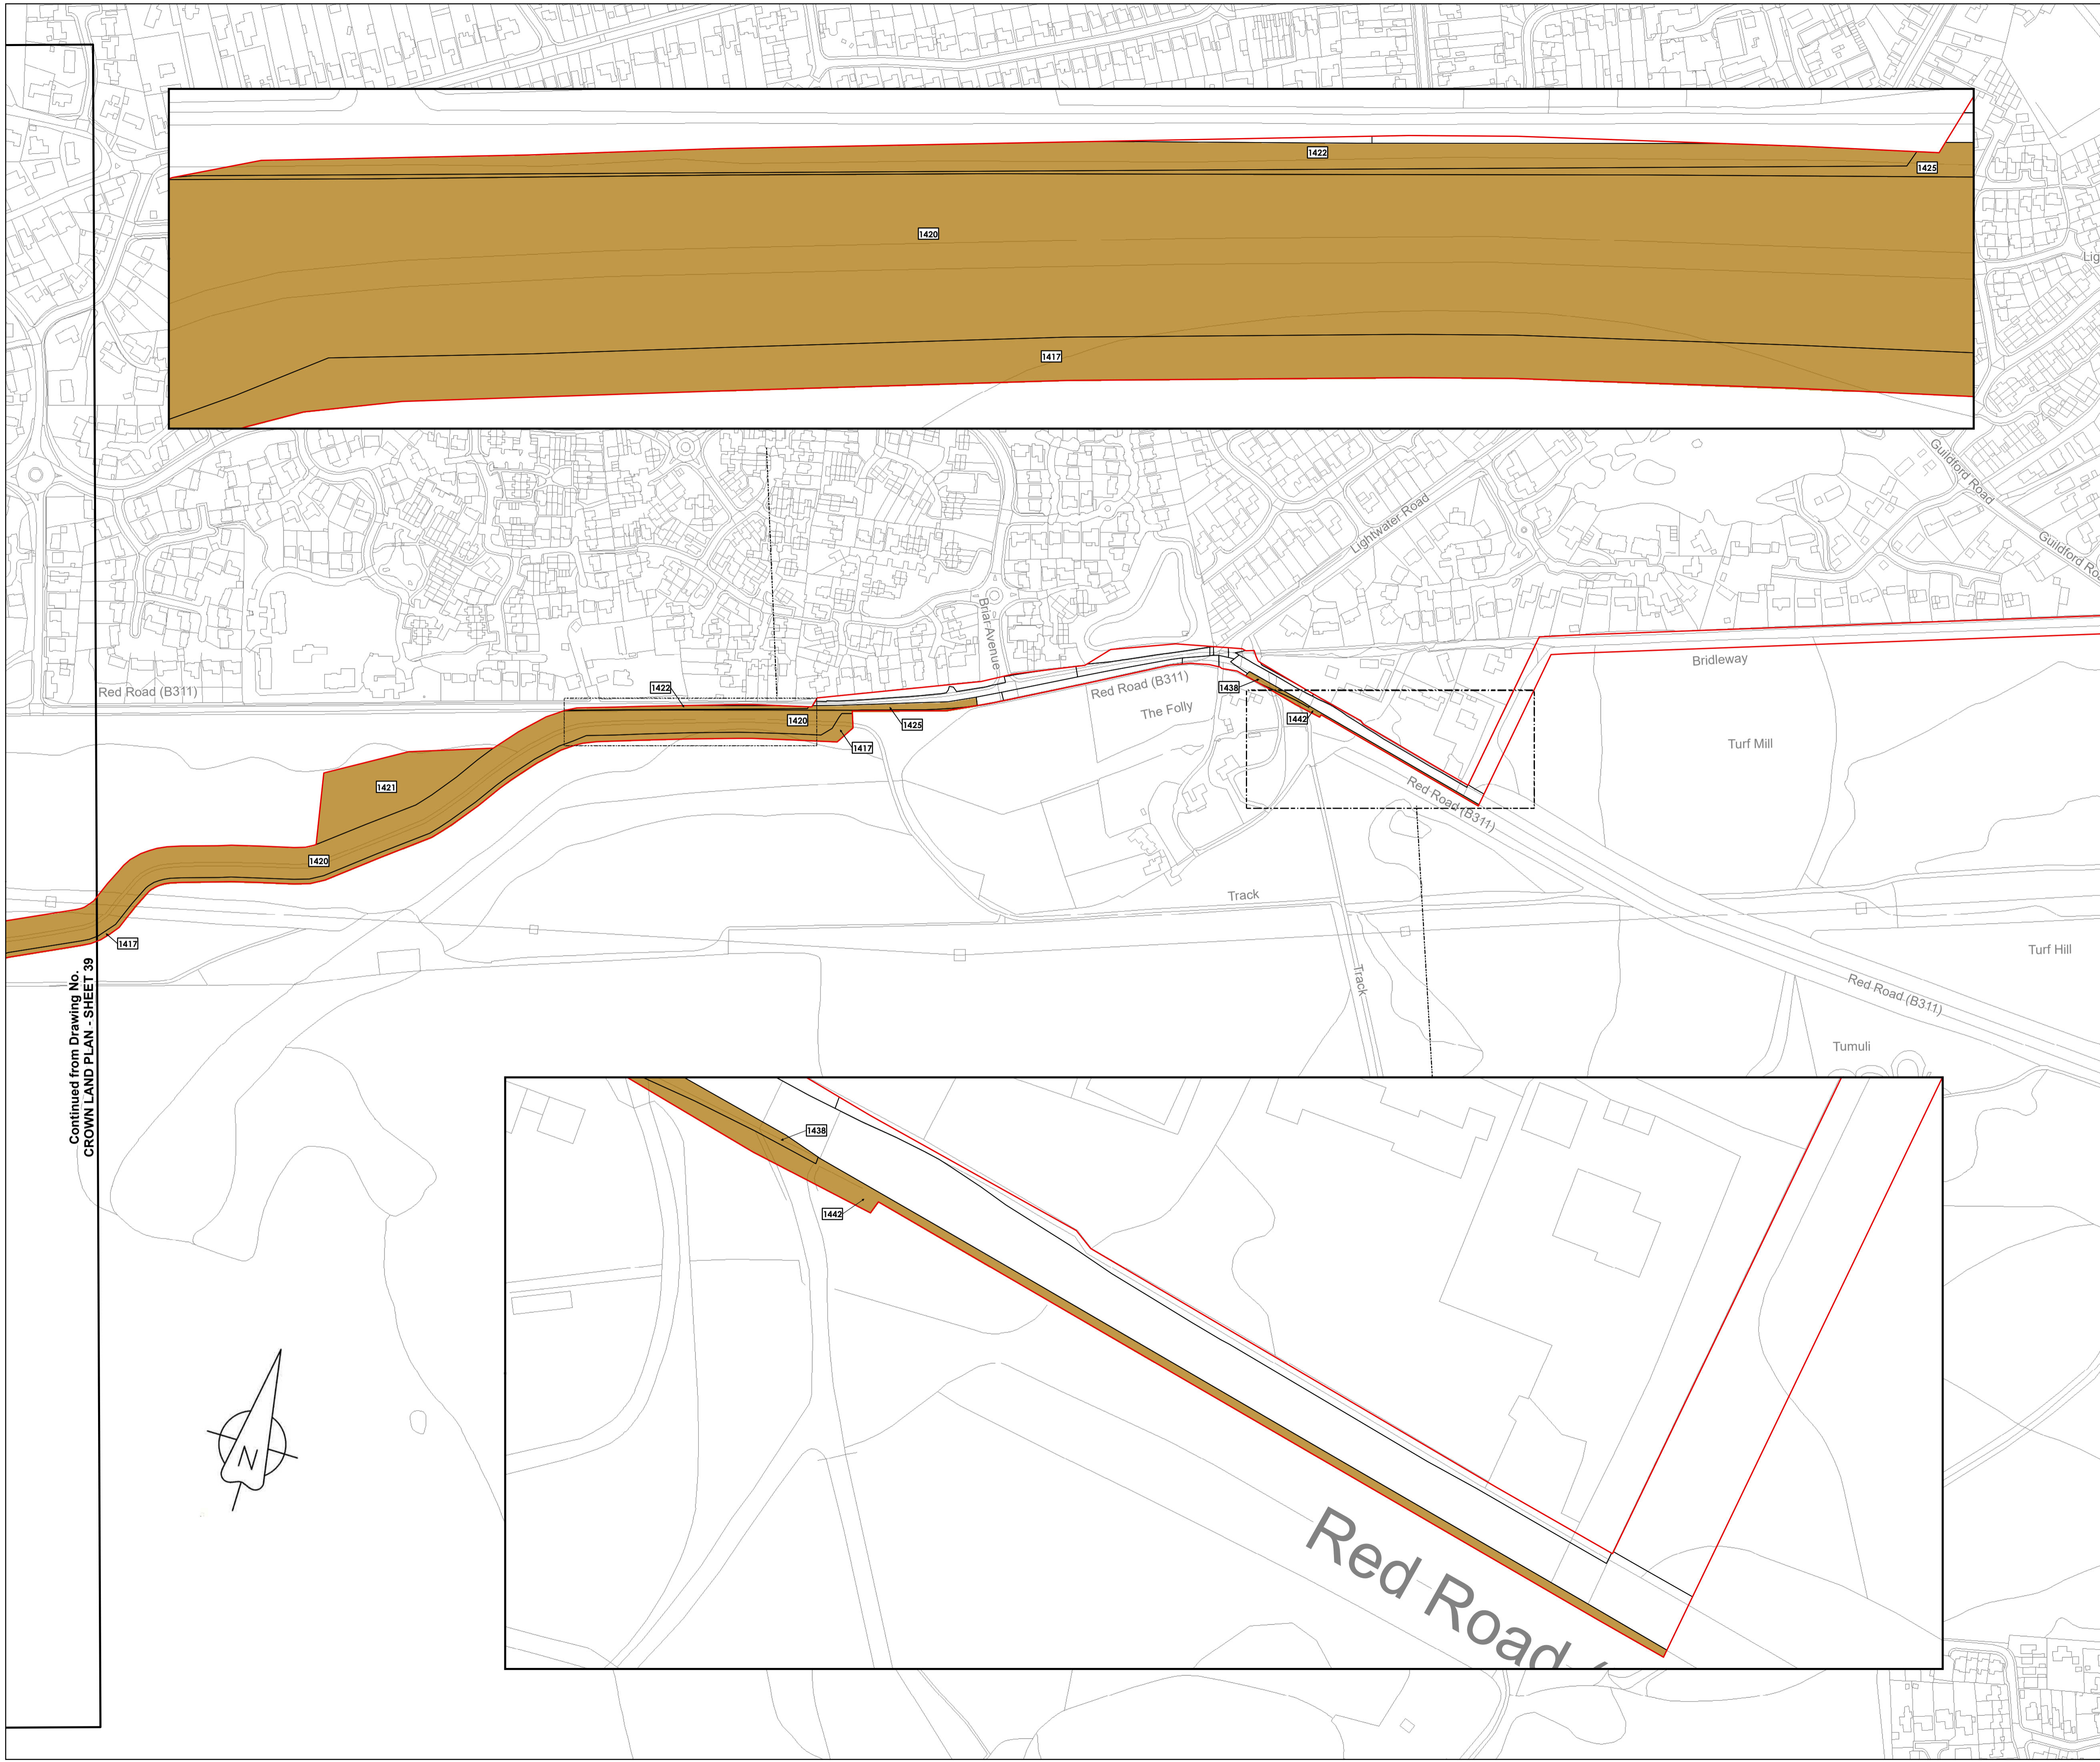 1422
1425
1420
1417
Lig
Guildford Road
Guildford Ro
Lightwater Road
Briar Avenue
Red Road (B311)
1422
1420
1425
1417
Red Road (B311)
The Folly
1438
1442
Bridleway
Turf Mill
Red Road (B311)
1421
1420
1417
Track
Track
Turf Hill
Red Road (B311)
Tumuli
Continued from Drawing No.
CROWN LAND PLAN - SHEET 39
1438
1442
Red Road (
N